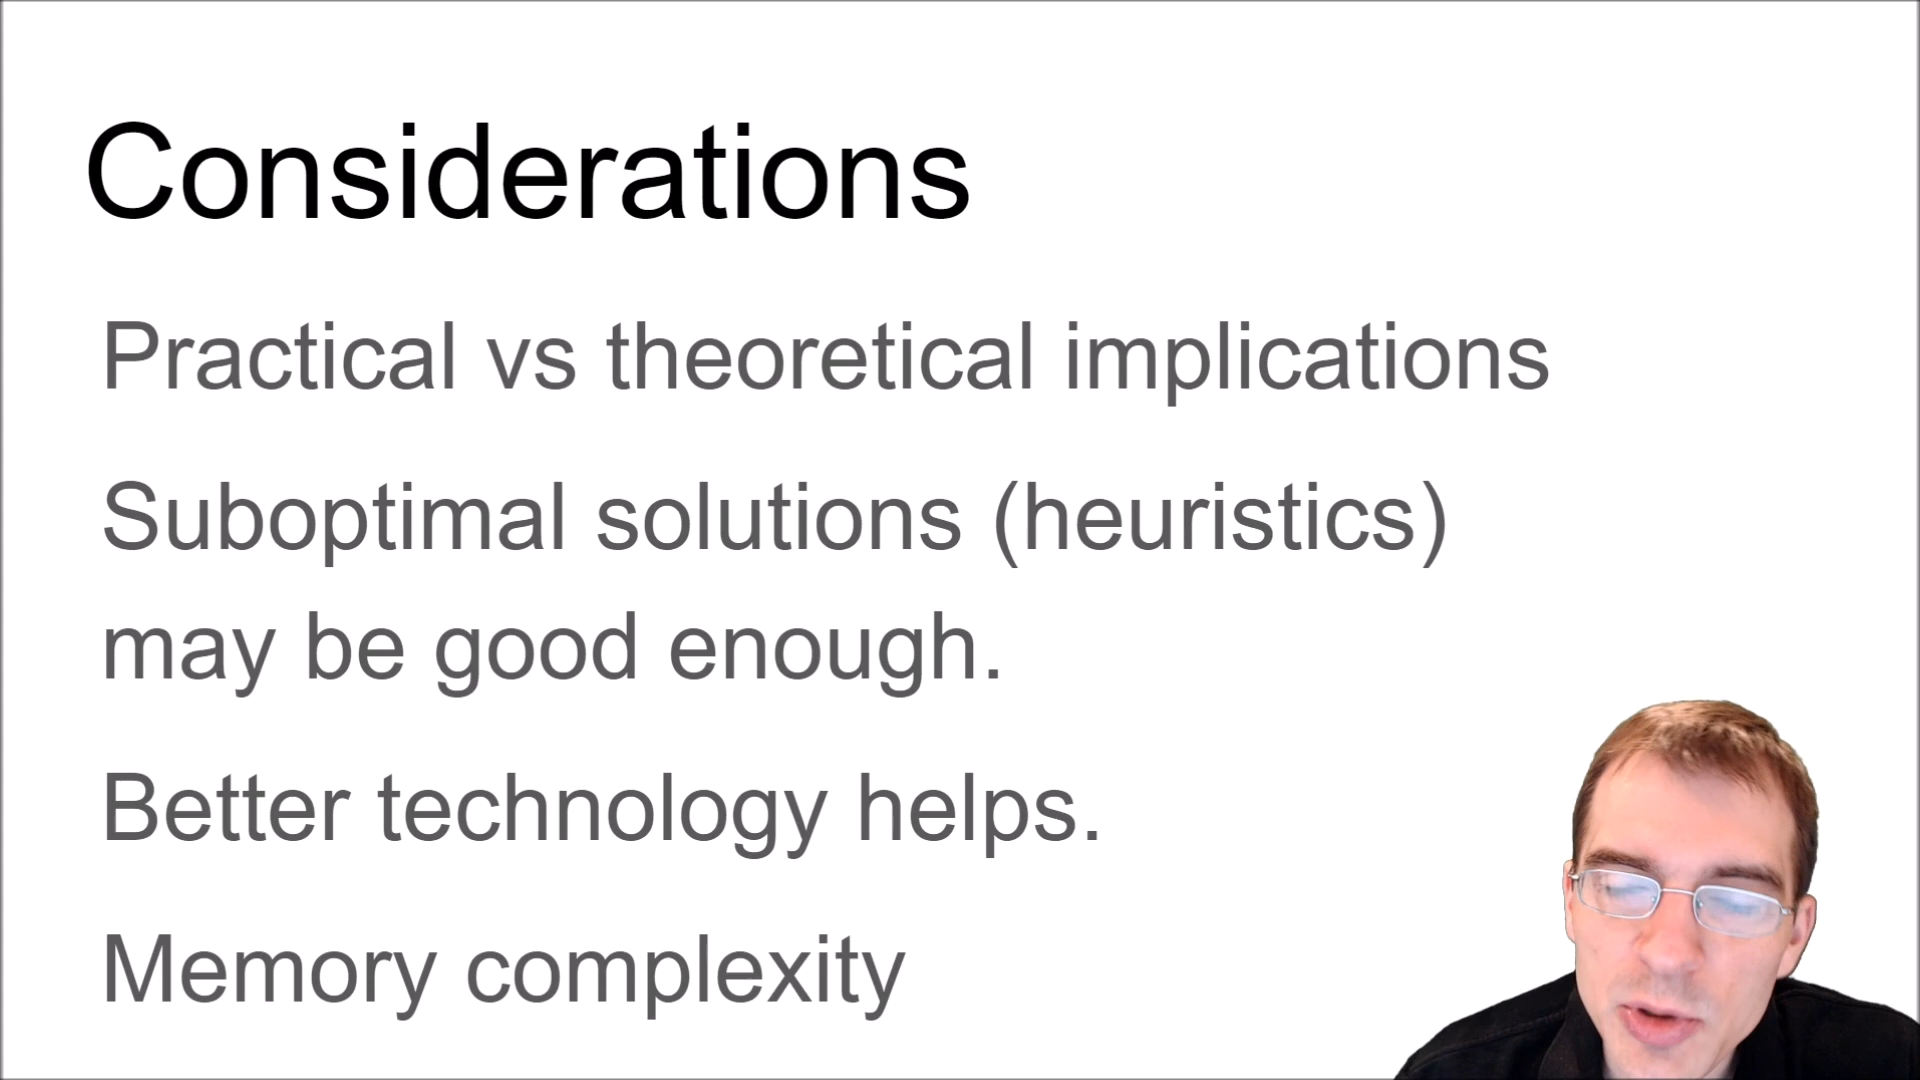 Considerations
Practical vs theoretical implications
Suboptimal solutions (heuristics)
may be good enough.
Better technology helps.
Memory complexity